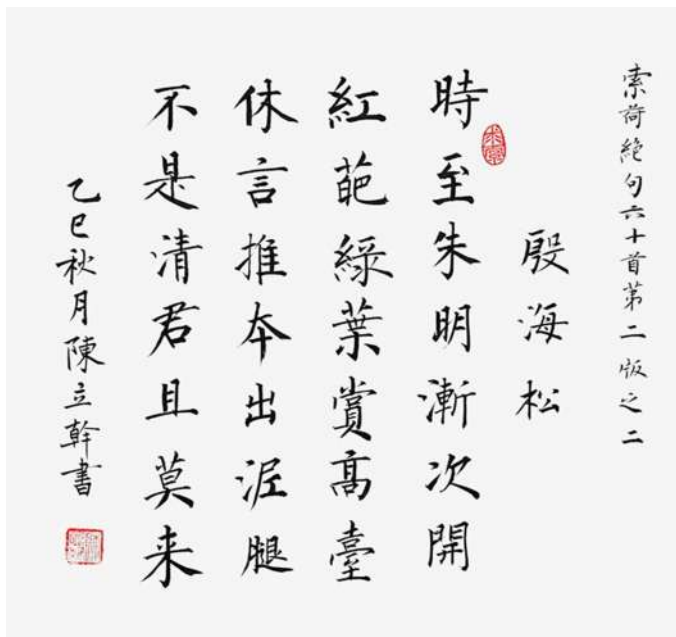 索荷絶句六十首第二版之二
殷海松
時至朱明漸次開
紅葩綠葉賞高臺
休言推本出泥腿
不是清君且莫来
乙巳秋月陳立幹書